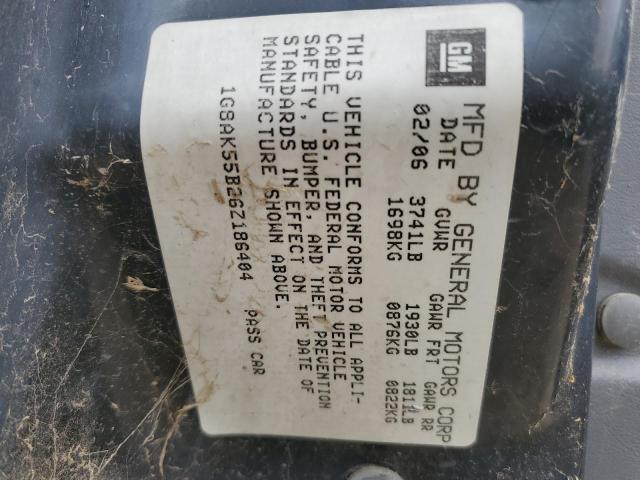 GM
MFD BY GENERAL MOTORS CORP
DATE GVWR GAWR FRT GAWR RR
02/06 3741LB 1930LB 1811LB
1698KG 0876KG 0822KG
THIS VEHICLE CONFORMS TO ALL APPLI-
CABLE U.S. FEDERAL MOTOR VEHICLE
SAFETY, BUMPER, AND THEFT PREVENTION
STANDARDS IN EFFECT ON THE DATE OF
MANUFACTURE SHOWN ABOVE.
1G8AK55B26Z186404 PASS CAR